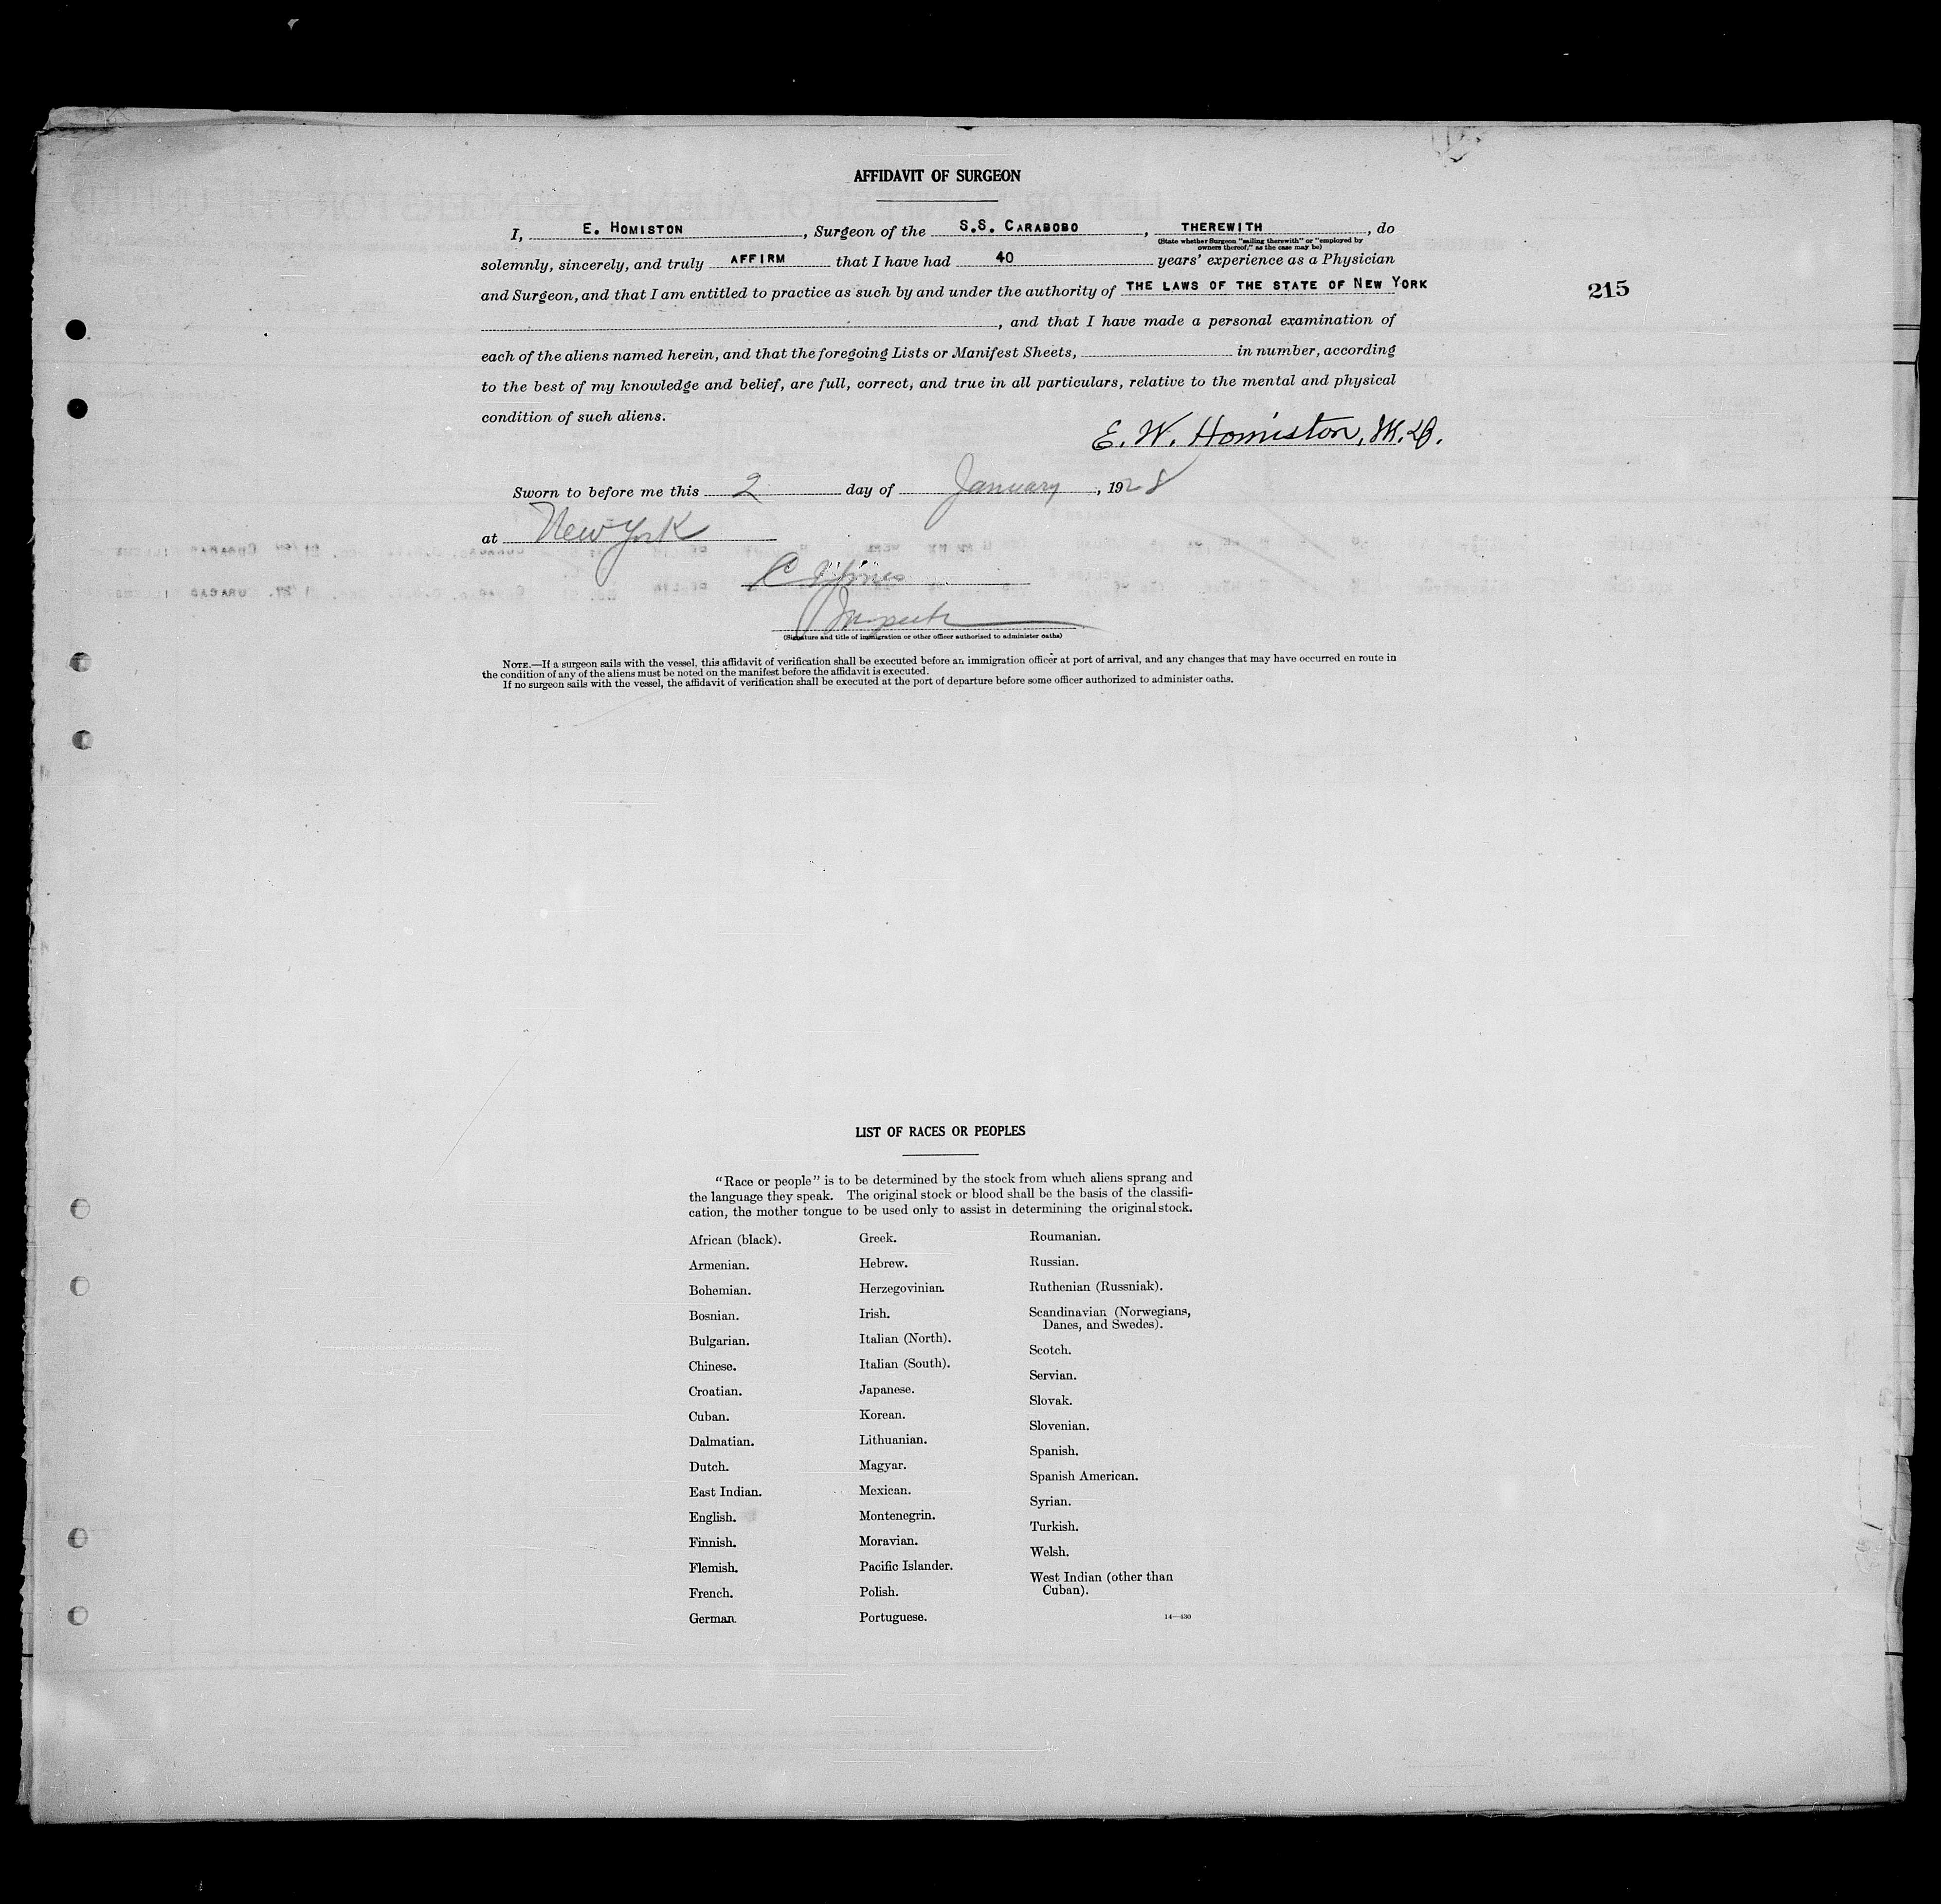 AFFIDAVIT OF SURGEON
I, E. HOMISTON, Surgeon of the S.S. CARABOBO, THEREWITH, do
(State whether Surgeon "sailing therewith" or "employed by
owners thereof," as the case may be)
solemnly, sincerely, and truly AFFIRM that I have had 40 years' experience as a Physician
and Surgeon, and that I am entitled to practice as such by and under the authority of THE LAWS OF THE STATE OF NEW YORK
215
, and that I have made a personal examination of
each of the aliens named herein, and that the foregoing Lists or Manifest Sheets, in number, according
to the best of my knowledge and belief, are full, correct, and true in all particulars, relative to the mental and physical
condition of such aliens.
E. W. Homiston, M.D.
Sworn to before me this 2 day of January, 1928
at New York
(Signature and title of immigration or other officer authorized to administer oaths)
NOTE.—If a surgeon sails with the vessel, this affidavit of verification shall be executed before an immigration officer at port of arrival, and any changes that may have occurred en route in
the condition of any of the aliens must be noted on the manifest before the affidavit is executed.
If no surgeon sails with the vessel, the affidavit of verification shall be executed at the port of departure before some officer authorized to administer oaths.
LIST OF RACES OR PEOPLES
"Race or people" is to be determined by the stock from which aliens sprang and
the language they speak. The original stock or blood shall be the basis of the classifi-
cation, the mother tongue to be used only to assist in determining the original stock.
African (black).
Armenian.
Bohemian.
Bosnian.
Bulgarian.
Chinese.
Croatian.
Cuban.
Dalmatian.
Dutch.
East Indian.
English.
Finnish.
Flemish.
French.
German.
Greek.
Hebrew.
Herzegovinian.
Irish.
Italian (North).
Italian (South).
Japanese.
Korean.
Lithuanian.
Magyar.
Mexican.
Montenegrin.
Moravian.
Pacific Islander.
Polish.
Portuguese.
Roumanian.
Russian.
Ruthenian (Russniak).
Scandinavian (Norwegians,
Danes, and Swedes).
Scotch.
Servian.
Slovak.
Slovenian.
Spanish.
Spanish American.
Syrian.
Turkish.
Welsh.
West Indian (other than
Cuban).
14—430